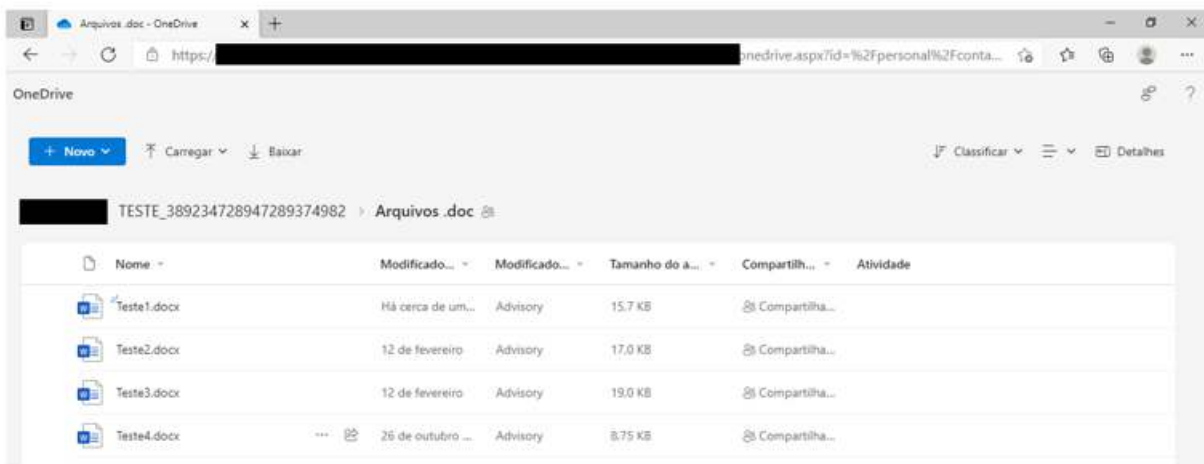 Arquivos .doc - OneDrive
https:/ onedrive.aspx?id=%2Fpersonal%2Fconta...
OneDrive
+ Novo Carregar Baixar Classificar Detalhes
TESTE_389234728947289374982 > Arquivos .doc
Nome Modificado... Modificado... Tamanho do a... Compartilh... Atividade
Teste1.docx Há cerca de um... Advisory 15.7 KB Compartilha...
Teste2.docx 12 de fevereiro Advisory 17,0 KB Compartilha...
Teste3.docx 12 de fevereiro Advisory 19,0 KB Compartilha...
Teste4.docx ... 26 de outubro ... Advisory 8.75 KB Compartilha...